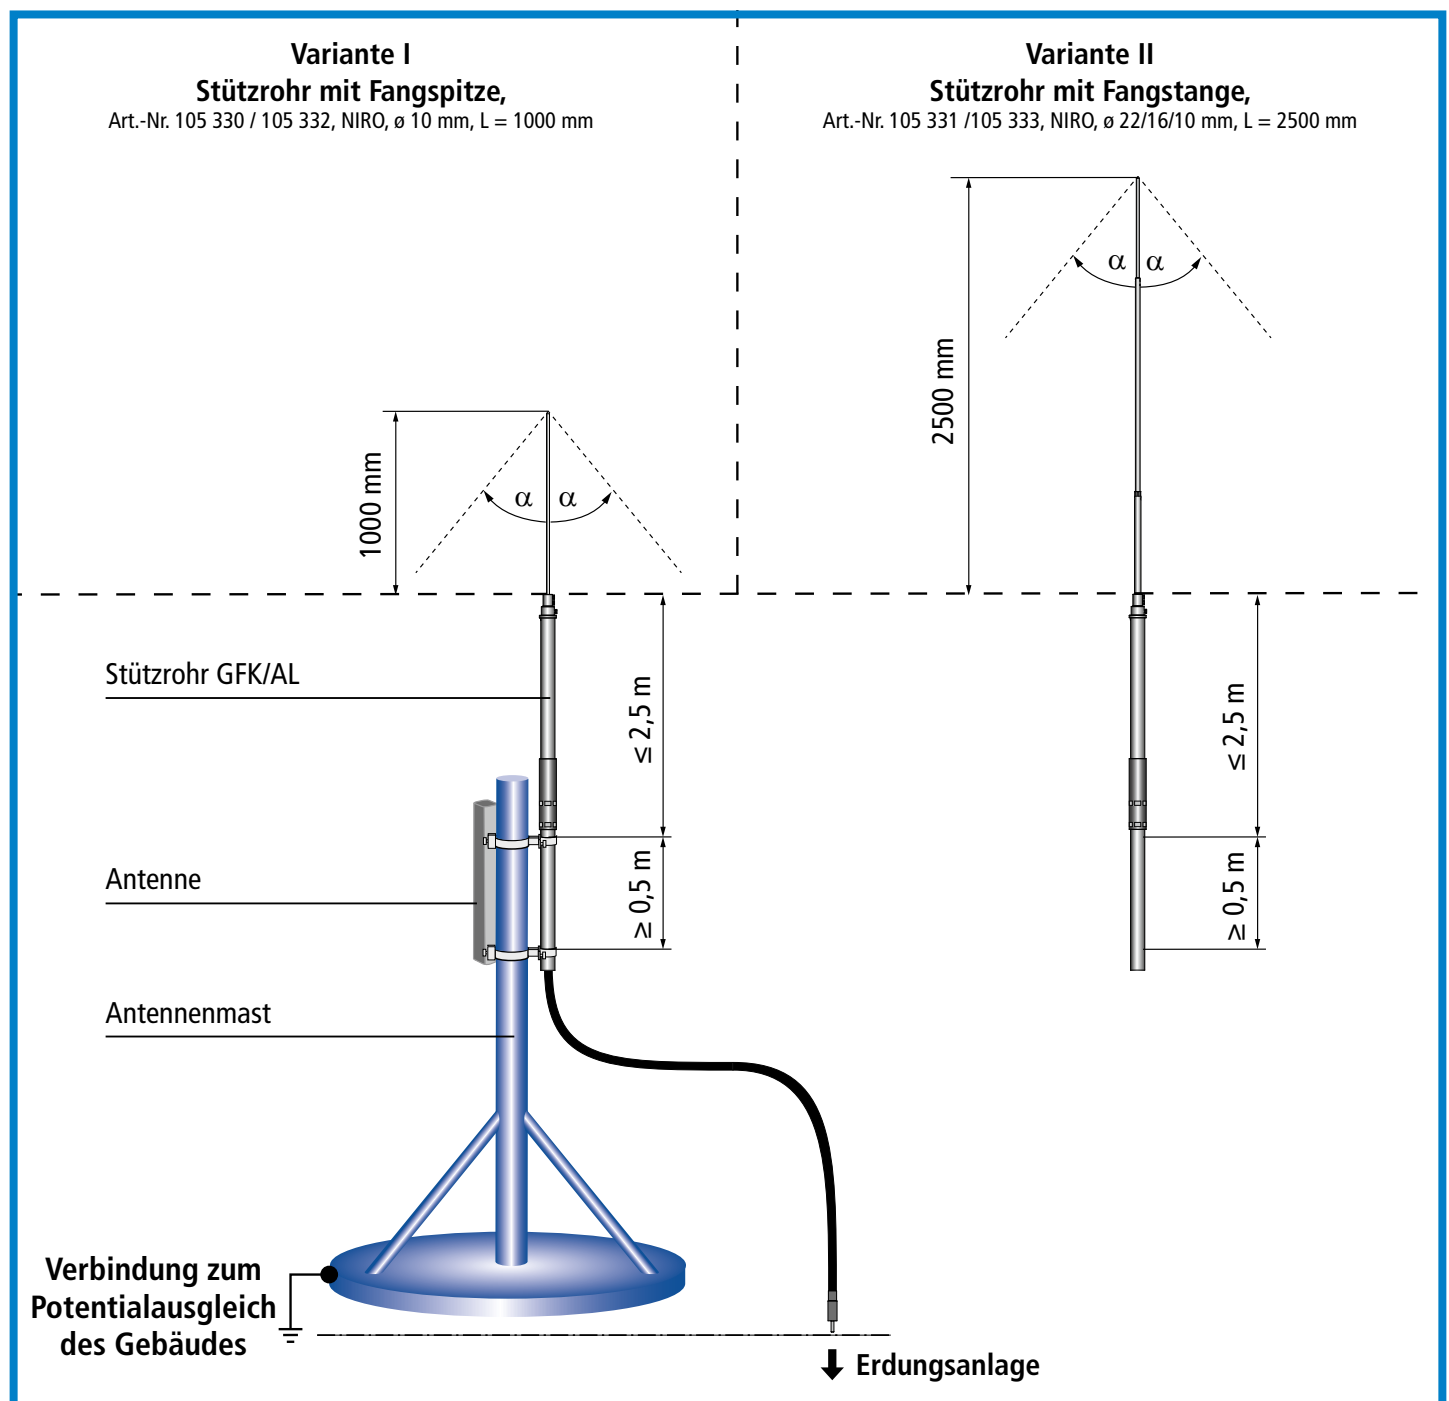 Variante I
Stützrohr mit Fangspitze,
Art.-Nr. 105 330 / 105 332, NIRO, ø 10 mm, L = 1000 mm
Variante II
Stützrohr mit Fangstange,
Art.-Nr. 105 331 /105 333, NIRO, ø 22/16/10 mm, L = 2500 mm
α α
2500 mm
1000 mm
α α
Stützrohr GFK/AL
≤ 2,5 m
≤ 2,5 m
Antenne
≥ 0,5 m
≥ 0,5 m
Antennenmast
Verbindung zum
Potentialausgleich
des Gebäudes
Erdungsanlage